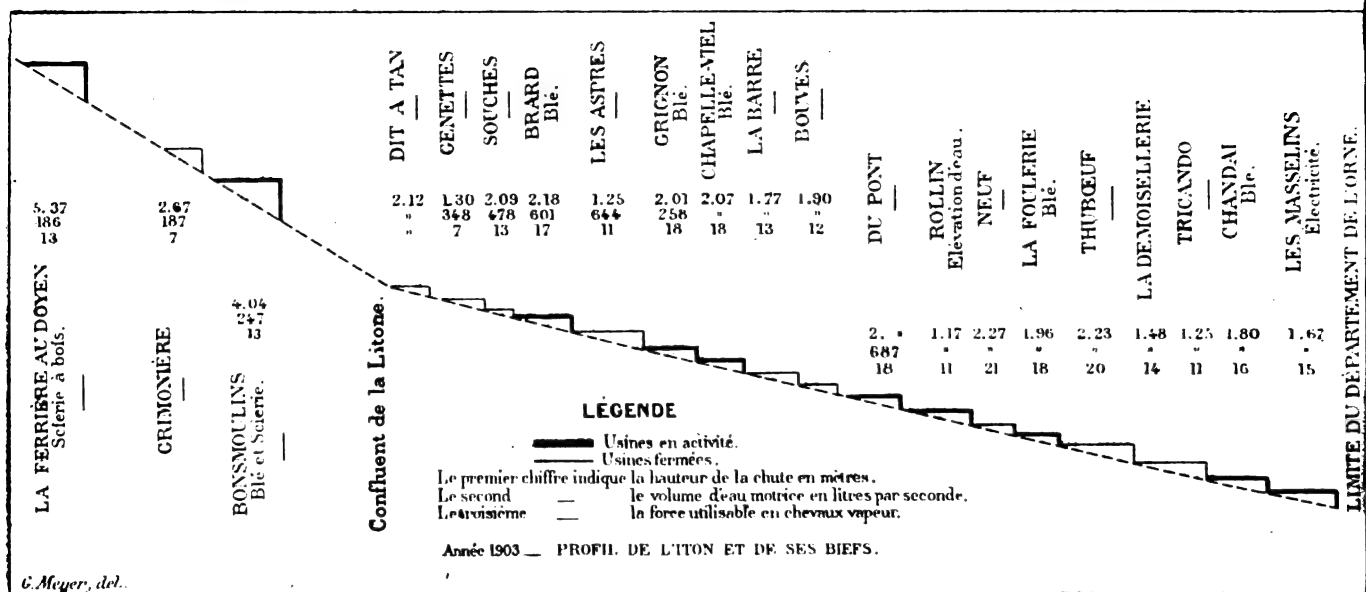 5.37
186
13
LA FERRIÈRE AU DOYEN
Scierie à bois.
2.67
187
7
GRIMONIÈRE
4.04
247
13
BONSMOULINS
Blé et Scierie.
Confluent de la Litone.
DIT A TAN
2.12
"
"
GENETTES
1.30
348
7
SOUCHES
2.09
478
13
BRARD
Blé.
2.18
601
17
LES ASPRES
1.25
644
11
GRIGNON
Blé.
2.01
258
18
CHAPELLE-VIEL
Blé.
2.07
"
18
LA BARRE
1.77
"
13
BOUVES
1.90
"
12
DU PONT
2. "
687
18
ROLLIN
Elévation d'eau.
1.17
"
11
NEUF
2.27
"
21
LA FOULERIE
Blé.
1.96
"
18
THUBŒUF
2.23
"
20
LA DEMOISELLERIE
1.48
"
14
TRICANDO
1.25
"
11
CHANDAI
Ble.
1.80
"
16
LES MASSELINS
Electricité.
1.67
"
15
LIMITE DU DÉPARTEMENT DE L'ORNE.
LÉGENDE
Usines en activité.
Usines fermées.
Le premier chiffre indique la hauteur de la chute en mètres.
Le second — le volume d'eau motrice en litres par seconde.
Le troisième — la force utilisable en chevaux vapeur.
Année 1903 — PROFIL DE L'ITON ET DE SES BIEFS.
G. Meyer, del.